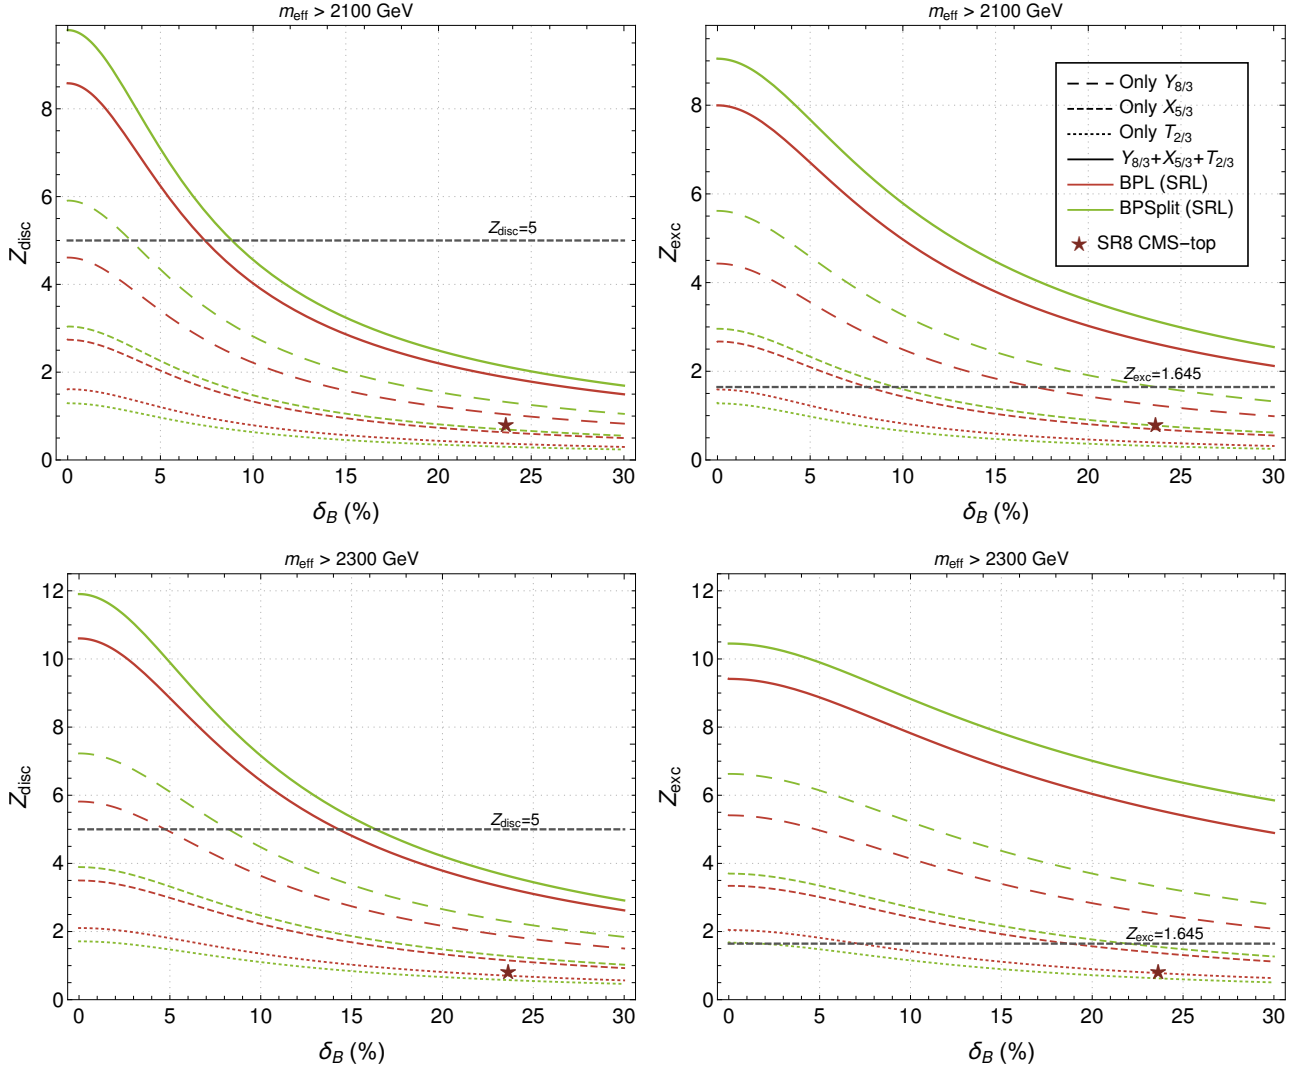 m_eff > 2100 GeV
Z_disc
8
6
4
2
0
Z_disc=5
0 5 10 15 20 25 30
δ_B (%)
m_eff > 2100 GeV
Z_exc
8
6
4
2
0
Only Y_8/3
Only X_5/3
Only T_2/3
Y_8/3+X_5/3+T_2/3
BPL (SRL)
BPSplit (SRL)
SR8 CMS−top
Z_exc=1.645
0 5 10 15 20 25 30
δ_B (%)
m_eff > 2300 GeV
Z_disc
12
10
8
6
4
2
0
Z_disc=5
0 5 10 15 20 25 30
δ_B (%)
m_eff > 2300 GeV
Z_exc
12
10
8
6
4
2
0
Z_exc=1.645
0 5 10 15 20 25 30
δ_B (%)